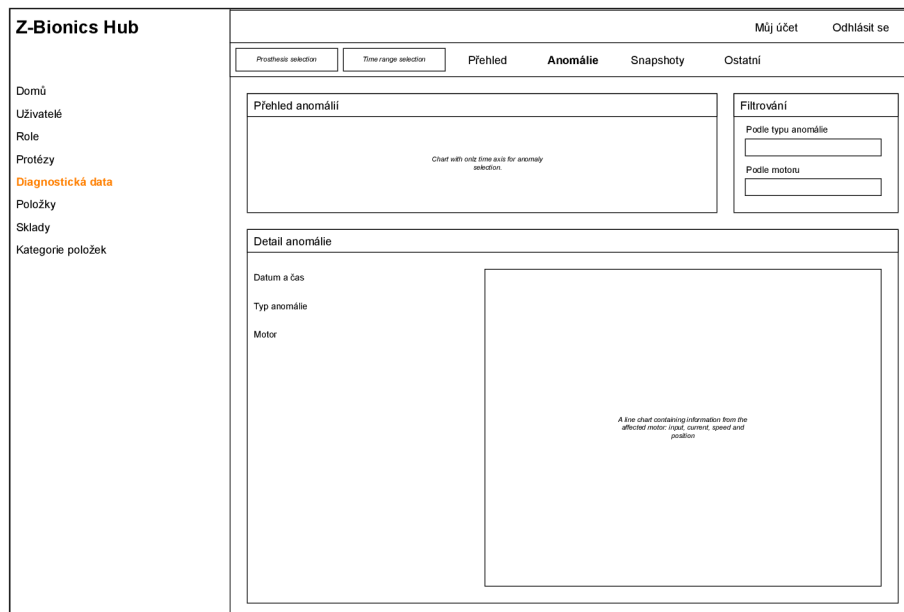 Z-Bionics Hub
Můj účet
Odhlásit se
Prosthesis selection
Time range selection
Přehled
Anomálie
Snapshoty
Ostatní
Domů
Uživatelé
Role
Protézy
Diagnostická data
Položky
Sklady
Kategorie položek
Přehled anomálií
Chart with onlz time axis for anomaly
selection.
Filtrování
Podle typu anomálie
Podle motoru
Detail anomálie
Datum a čas
Typ anomálie
Motor
A line chart containing information from the
affected motor: input, current, speed and
position